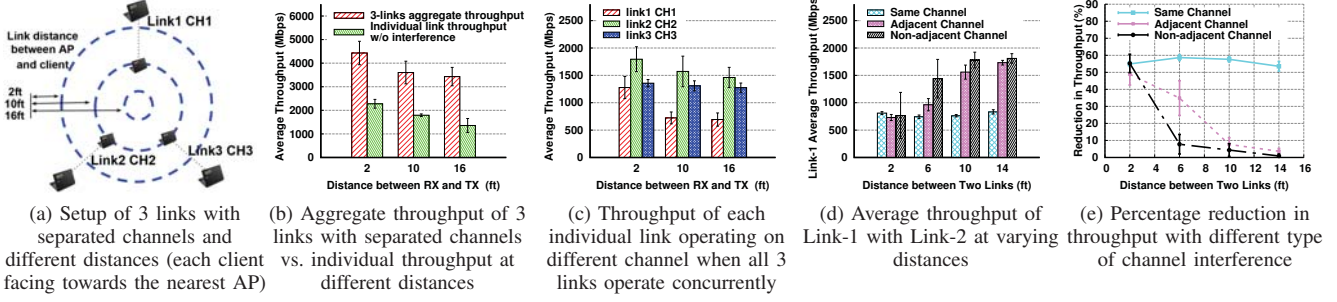 Link1 CH1
Link distance
between AP
and client
2ft
10ft
16ft
Link2 CH2
Link3 CH3
(a) Setup of 3 links with
separated channels and
different distances (each client
facing towards the nearest AP)
Average Throughput (Mbps)
6000
5000
4000
3000
2000
1000
0
3-links aggregate throughput
Individual link throughput
w/o interference
2 10 16
Distance between RX and TX (ft)
(b) Aggregate throughput of 3
links with separated channels
vs. individual throughput at
different distances
Average Throughput (Mbps)
2500
2000
1500
1000
500
link1 CH1
link2 CH2
link3 CH3
2 10 16
Distance between RX and TX (ft)
(c) Throughput of each
individual link operating on
different channel when all 3
links operate concurrently
Link-1 Average Throughput (Mbps)
2500
2000
1500
1000
500
Same Channel
Adjacent Channel
Non-adjacent Channel
2 6 10 14
Distance between Two Links (ft)
(d) Average throughput of
Link-1 with Link-2 at varying
distances
Reduction in Throughput (%)
100
90
80
70
60
50
40
30
20
10
0
Same Channel
Adjacent Channel
Non-adjacent Channel
0 2 4 6 8 10 12 14 16
Distance between Two Links (ft)
(e) Percentage reduction in
throughput with different type
of channel interference